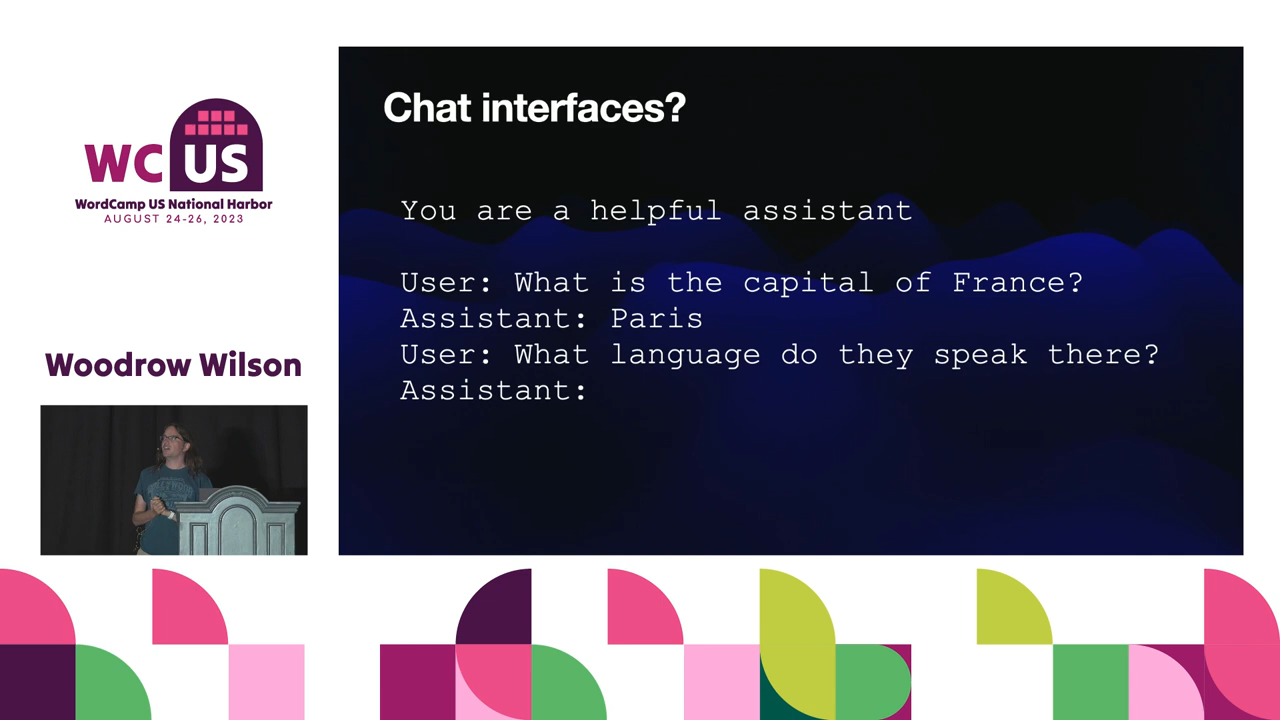 WC US
WordCamp US National Harbor
AUGUST 24-26, 2023
Woodrow Wilson
Chat interfaces?
You are a helpful assistant
User: What is the capital of France?
Assistant: Paris
User: What language do they speak there?
Assistant: